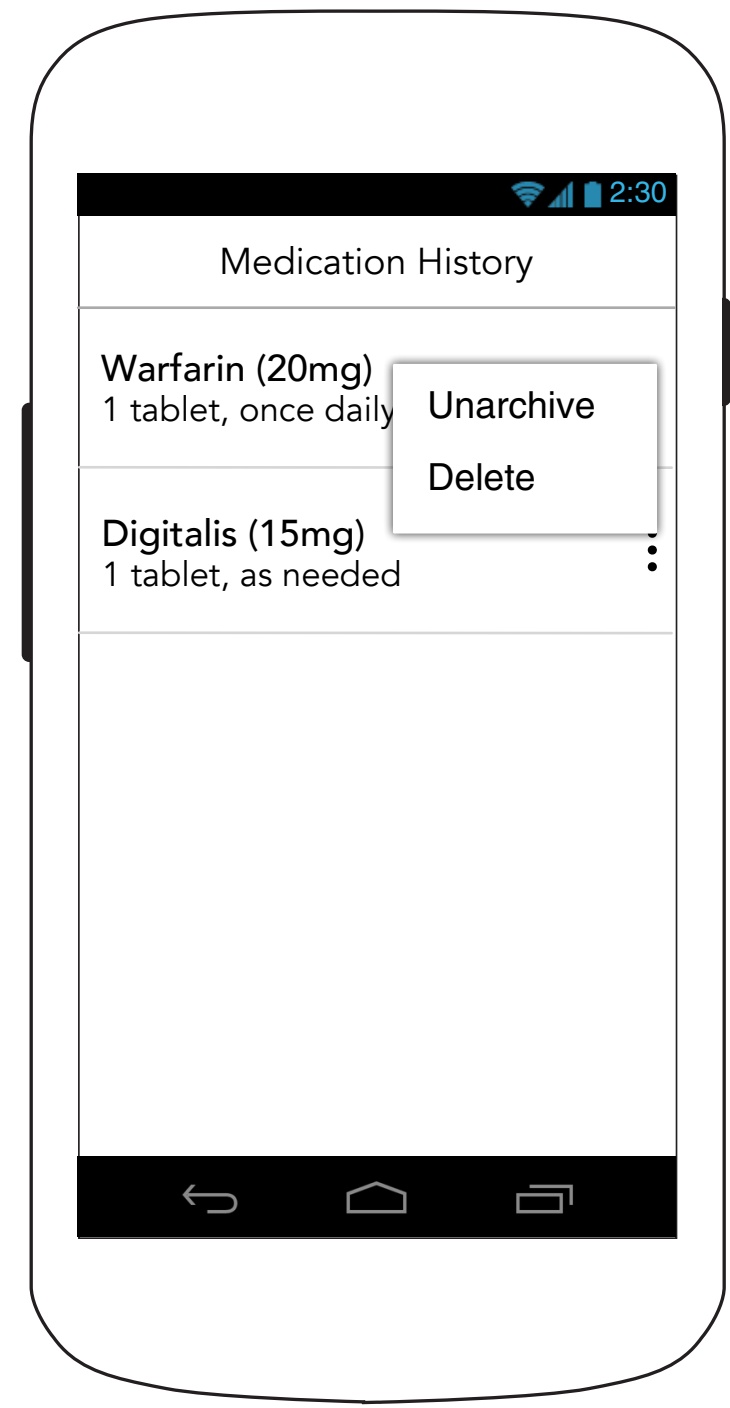 2:30
Medication History
Warfarin (20mg)
1 tablet, once daily
Unarchive
Delete
Digitalis (15mg)
1 tablet, as needed